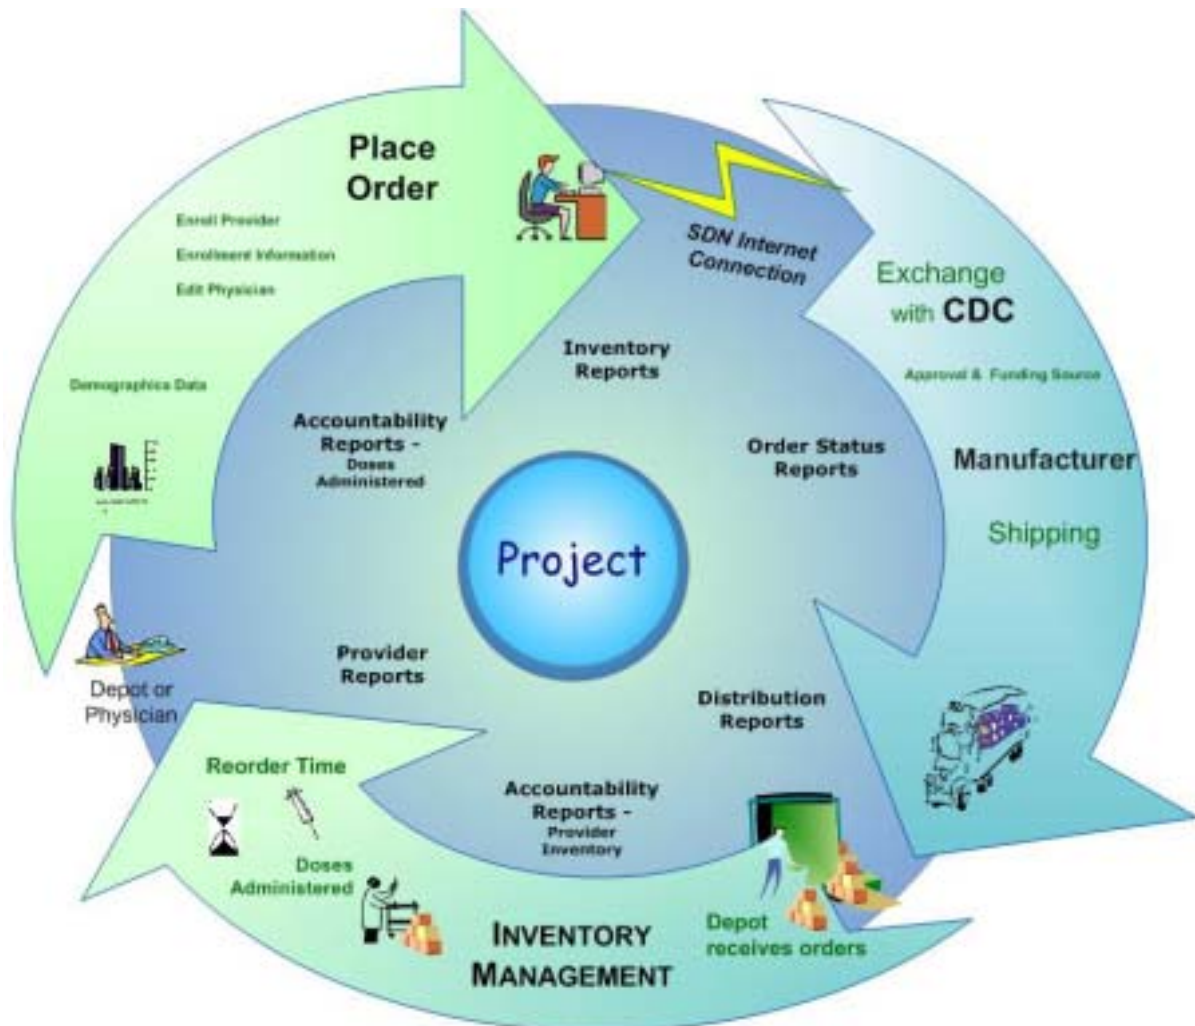 Place
Order
Enroll Provider
Enrollment Information
Edit Physician
Demographics Data
SDN Internet
Connection
Exchange
with CDC
Approval & Funding Source
Manufacturer
Shipping
Inventory
Reports
Accountability
Reports -
Doses
Administered
Order Status
Reports
Project
Provider
Reports
Distribution
Reports
Accountability
Reports -
Provider
Inventory
Depot or
Physician
Reorder Time
Doses
Administered
INVENTORY
MANAGEMENT
Depot
receives orders